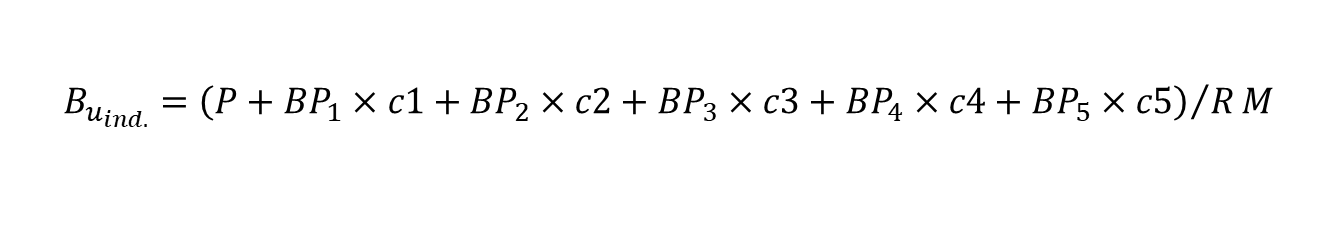 B_{u_{ind.}} = (P + BP_1 × c1 + BP_2 × c2 + BP_3 × c3 + BP_4 × c4 + BP_5 × c5)/R M